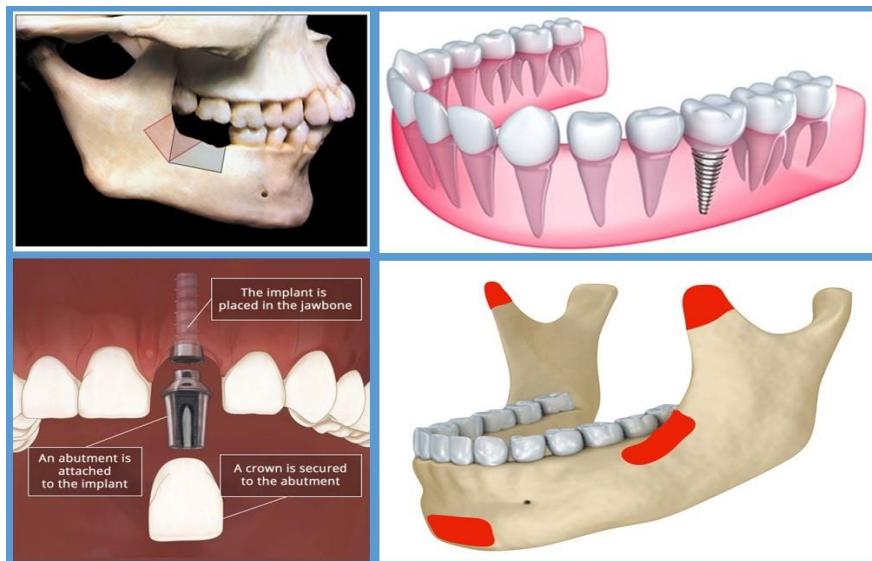 The implant is
placed in the jawbone
An abutment is
attached
to the implant
A crown is secured
to the abutment